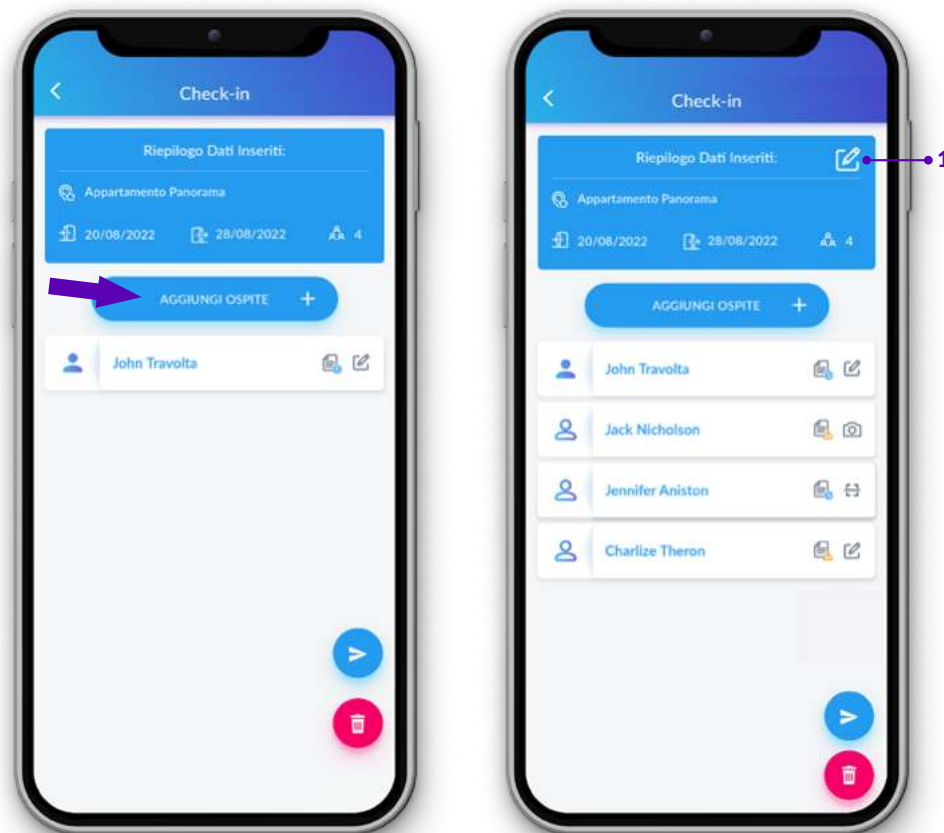 Check-in
Riepilogo Dati Inseriti:
Appartamento Panorama
20/08/2022 28/08/2022 4
AGGIUNGI OSPITE +
John Travolta
Check-in
Riepilogo Dati Inseriti:
1
Appartamento Panorama
20/08/2022 28/08/2022 4
AGGIUNGI OSPITE +
John Travolta
Jack Nicholson
Jennifer Aniston
Charlize Theron